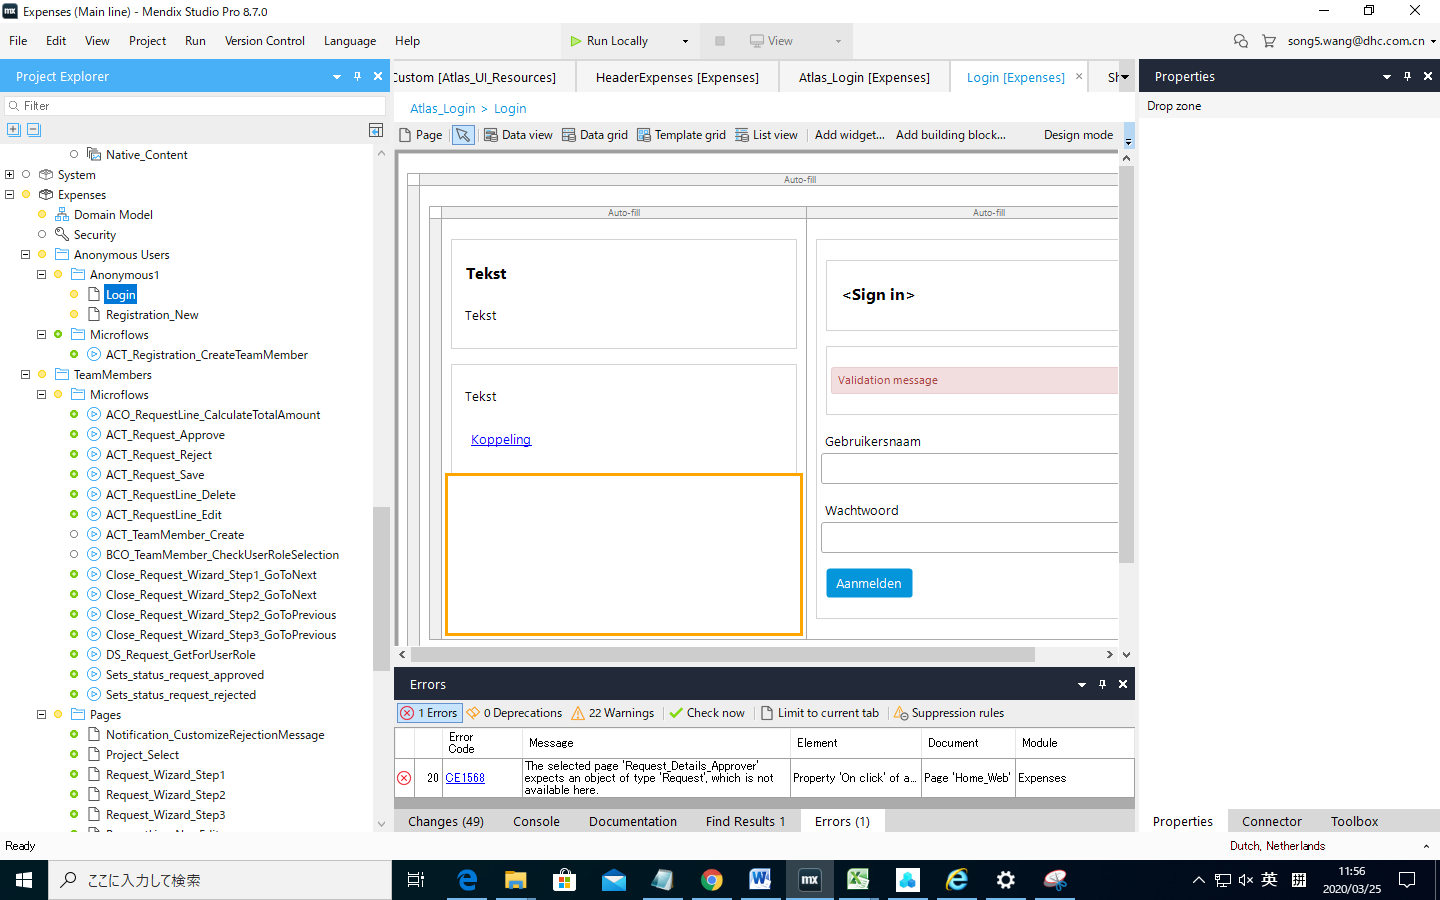 Expenses (Main line) - Mendix Studio Pro 8.7.0
File Edit View Project Run Version Control Language Help
Run Locally
View
song5.wang@dhc.com.cn
Project Explorer
Filter
Native_Content
System
Expenses
Domain Model
Security
Anonymous Users
Anonymous1
Login
Registration_New
Microflows
ACT_Registration_CreateTeamMember
TeamMembers
Microflows
ACO_RequestLine_CalculateTotalAmount
ACT_Request_Approve
ACT_Request_Reject
ACT_Request_Save
ACT_RequestLine_Delete
ACT_RequestLine_Edit
ACT_TeamMember_Create
BCO_TeamMember_CheckUserRoleSelection
Close_Request_Wizard_Step1_GoToNext
Close_Request_Wizard_Step2_GoToNext
Close_Request_Wizard_Step2_GoToPrevious
Close_Request_Wizard_Step3_GoToPrevious
DS_Request_GetForUserRole
Sets_status_request_approved
Sets_status_request_rejected
Pages
Notification_CustomizeRejectionMessage
Project_Select
Request_Wizard_Step1
Request_Wizard_Step2
Request_Wizard_Step3
Custom [Atlas_UI_Resources] HeaderExpenses [Expenses] Atlas_Login [Expenses] Login [Expenses] Sh
Atlas_Login > Login
Page Data view Data grid Template grid List view Add widget... Add building block... Design mode
Auto-fill
Auto-fill Auto-fill
Tekst
Tekst
Tekst
Koppeling
<Sign in>
Validation message
Gebruikersnaam
Wachtwoord
Aanmelden
Errors
1 Errors 0 Deprecations 22 Warnings Check now Limit to current tab Suppression rules
Error Code Message Element Document Module
20 CE1568 The selected page 'Request_Details_Approver'
expects an object of type 'Request', which is not
available here.
Property 'On click' of a... Page 'Home_Web' Expenses
Changes (49) Console Documentation Find Results 1 Errors (1)
Properties
Drop zone
Properties Connector Toolbox
Ready
Dutch, Netherlands
ここに入力して検索
英
11:56
2020/03/25